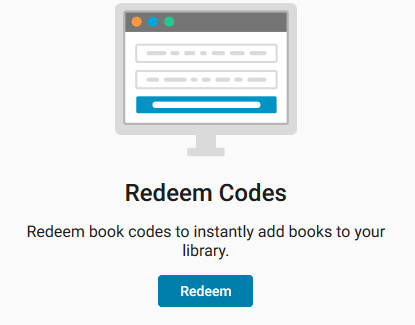 Redeem Codes
Redeem book codes to instantly add books to your
library.
Redeem